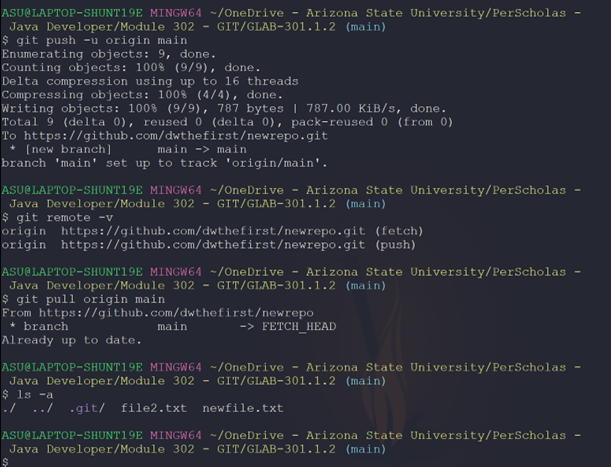 ASU@LAPTOP-SHUNT19E MINGW64 ~/OneDrive - Arizona State University/PerScholas -
 Java Developer/Module 302 - GIT/GLAB-301.1.2 (main)
$ git push -u origin main
Enumerating objects: 9, done.
Counting objects: 100% (9/9), done.
Delta compression using up to 16 threads
Compressing objects: 100% (4/4), done.
Writing objects: 100% (9/9), 787 bytes | 787.00 KiB/s, done.
Total 9 (delta 0), reused 0 (delta 0), pack-reused 0 (from 0)
To https://github.com/dwthefirst/newrepo.git
 * [new branch]      main -> main
branch 'main' set up to track 'origin/main'.
ASU@LAPTOP-SHUNT19E MINGW64 ~/OneDrive - Arizona State University/PerScholas -
 Java Developer/Module 302 - GIT/GLAB-301.1.2 (main)
$ git remote -v
origin  https://github.com/dwthefirst/newrepo.git (fetch)
origin  https://github.com/dwthefirst/newrepo.git (push)
ASU@LAPTOP-SHUNT19E MINGW64 ~/OneDrive - Arizona State University/PerScholas -
 Java Developer/Module 302 - GIT/GLAB-301.1.2 (main)
$ git pull origin main
From https://github.com/dwthefirst/newrepo
 * branch            main       -> FETCH_HEAD
Already up to date.
ASU@LAPTOP-SHUNT19E MINGW64 ~/OneDrive - Arizona State University/PerScholas -
 Java Developer/Module 302 - GIT/GLAB-301.1.2 (main)
$ ls -a
./  ../  .git/  file2.txt  newfile.txt
ASU@LAPTOP-SHUNT19E MINGW64 ~/OneDrive - Arizona State University/PerScholas -
 Java Developer/Module 302 - GIT/GLAB-301.1.2 (main)
$